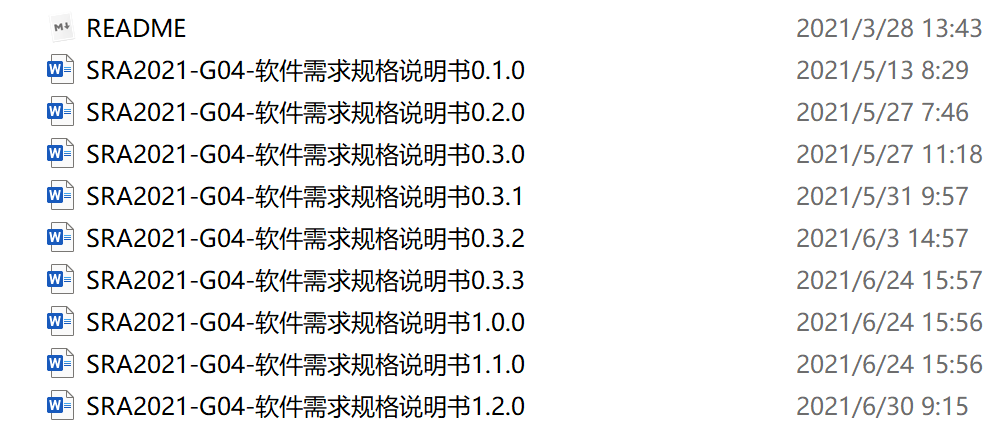 README 2021/3/28 13:43
SRA2021-G04-软件需求规格说明书0.1.0 2021/5/13 8:29
SRA2021-G04-软件需求规格说明书0.2.0 2021/5/27 7:46
SRA2021-G04-软件需求规格说明书0.3.0 2021/5/27 11:18
SRA2021-G04-软件需求规格说明书0.3.1 2021/5/31 9:57
SRA2021-G04-软件需求规格说明书0.3.2 2021/6/3 14:57
SRA2021-G04-软件需求规格说明书0.3.3 2021/6/24 15:57
SRA2021-G04-软件需求规格说明书1.0.0 2021/6/24 15:56
SRA2021-G04-软件需求规格说明书1.1.0 2021/6/24 15:56
SRA2021-G04-软件需求规格说明书1.2.0 2021/6/30 9:15